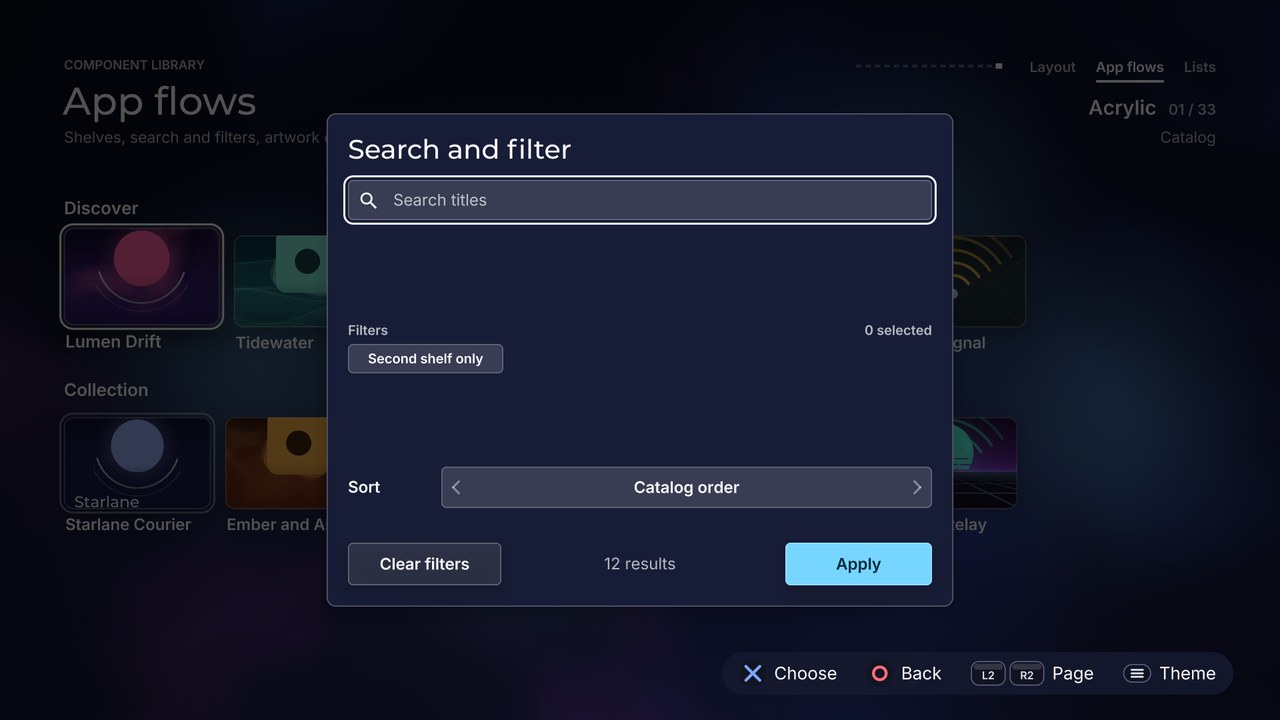 COMPONENT LIBRARY
App flows
Shelves, search and filters, artwork
Layout App flows Lists
Acrylic 01 / 33
Catalog
Discover
Lumen Drift
Tidewater
Collection
Starlane
Starlane Courier
Ember and
Search and filter
Search titles
Filters
0 selected
Second shelf only
Sort
Catalog order
Clear filters
12 results
Apply
Choose
Back
L2 R2 Page
Theme